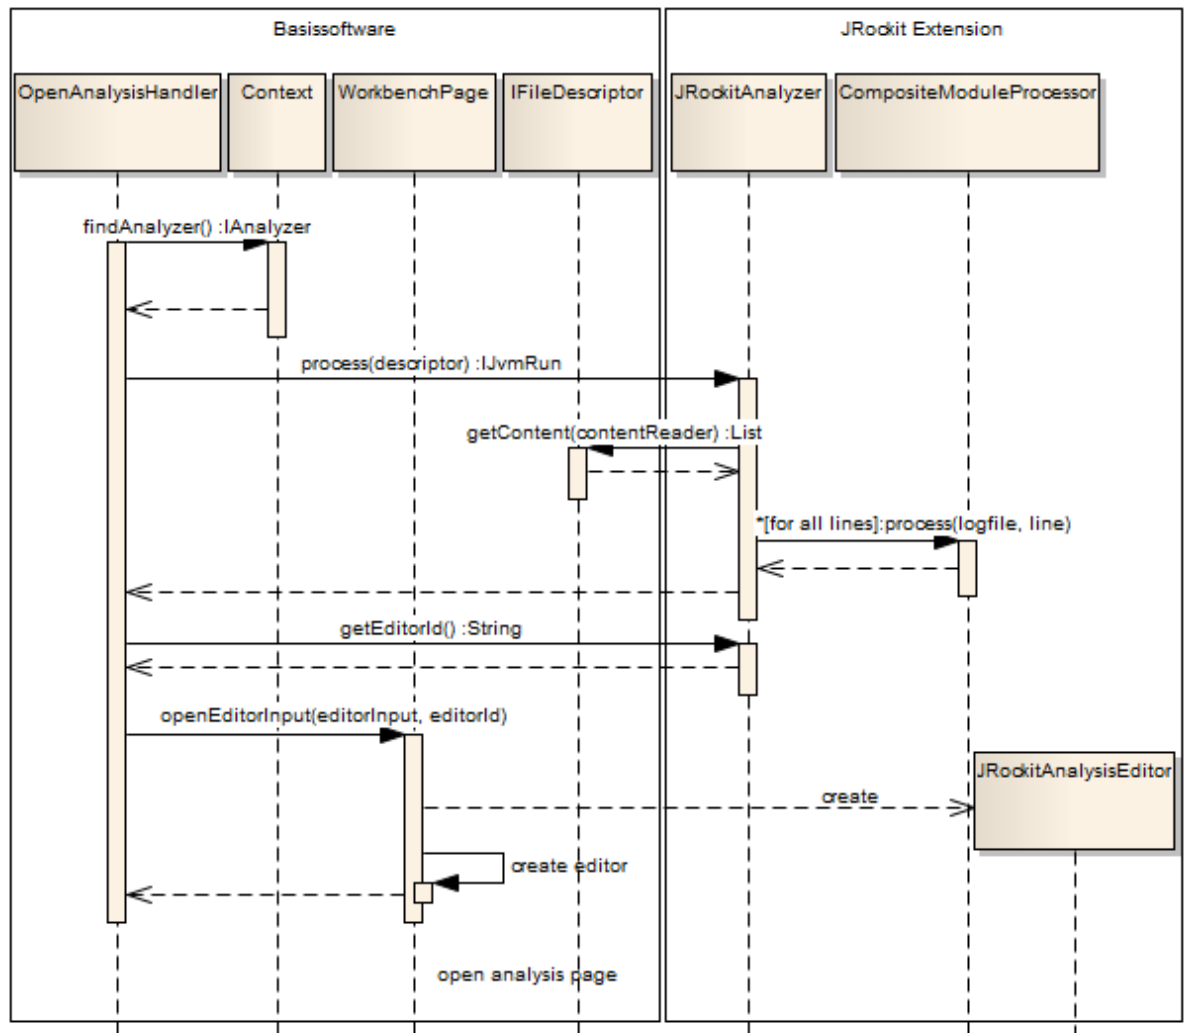 Basissoftware
JRockit Extension
OpenAnalysisHandler
Context
WorkbenchPage
IFileDescriptor
JRockitAnalyzer
CompositeModuleProcessor
findAnalyzer() :IAnalyzer
process(descriptor) :IJvmRun
getContent(contentReader) :List
*[for all lines]:process(logfile, line)
getEditorId() :String
openEditorInput(editorInput, editorId)
JRockitAnalysisEditor
create
create editor
open analysis page